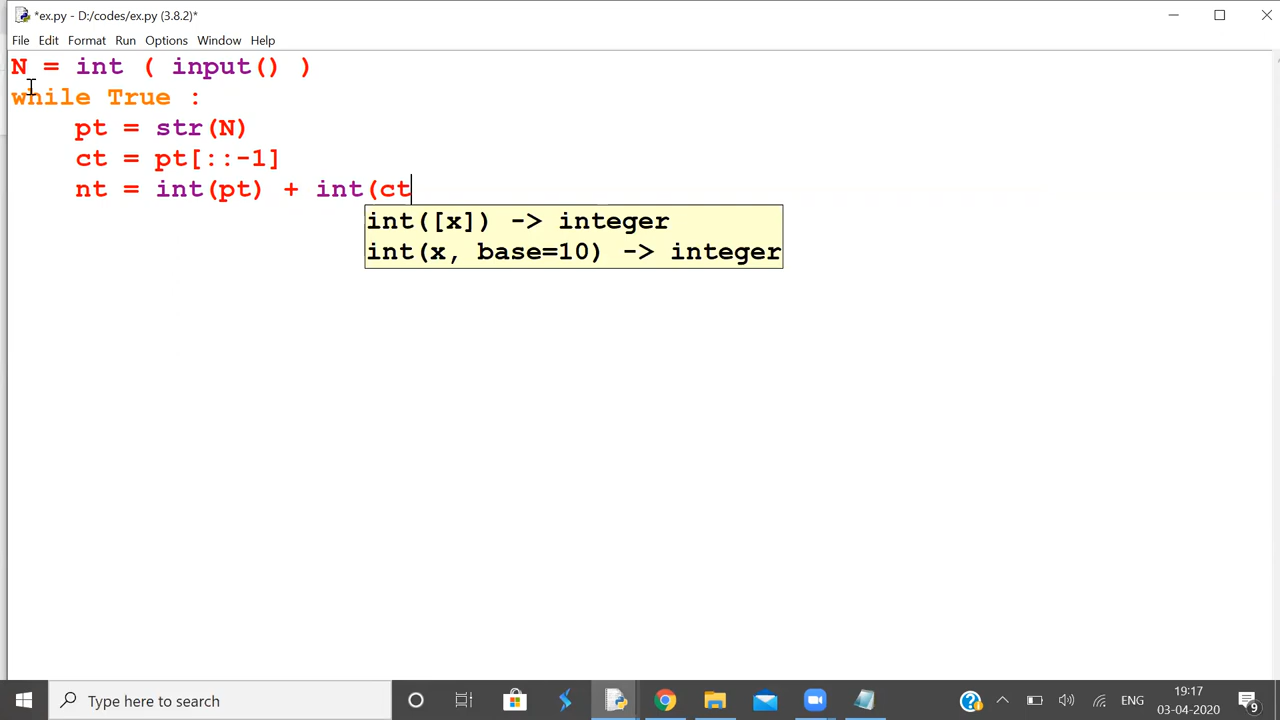 *ex.py - D:/codes/ex.py (3.8.2)*
File Edit Format Run Options Window Help
N = int ( input() )
while True :
pt = str(N)
ct = pt[::-1]
nt = int(pt) + int(ct
int([x]) -> integer
int(x, base=10) -> integer
Type here to search
ENG
19:17
03-04-2020
9